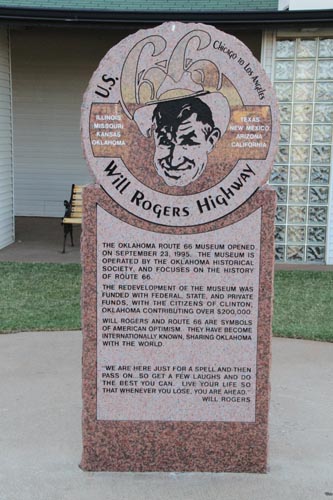 U.S. 66 Chicago to Los Angeles
ILLINOIS
MISSOURI
KANSAS
OKLAHOMA
TEXAS
NEW MEXICO
ARIZONA
CALIFORNIA
Will Rogers Highway
THE OKLAHOMA ROUTE 66 MUSEUM OPENED
ON SEPTEMBER 23, 1995. THE MUSEUM IS
OPERATED BY THE OKLAHOMA HISTORICAL
SOCIETY, AND FOCUSES ON THE HISTORY
OF ROUTE 66.
THE REDEVELOPMENT OF THE MUSEUM WAS
FUNDED WITH FEDERAL, STATE, AND PRIVATE
FUNDS, WITH THE CITIZENS OF CLINTON,
OKLAHOMA CONTRIBUTING OVER $200,000.
WILL ROGERS AND ROUTE 66 ARE SYMBOLS
OF AMERICAN OPTIMISM. THEY HAVE BECOME
INTERNATIONALLY KNOWN, SHARING OKLAHOMA
WITH THE WORLD.
"WE ARE HERE JUST FOR A SPELL AND THEN
PASS ON...SO GET A FEW LAUGHS AND DO
THE BEST YOU CAN. LIVE YOUR LIFE SO
THAT WHENEVER YOU LOSE, YOU ARE AHEAD."
WILL ROGERS